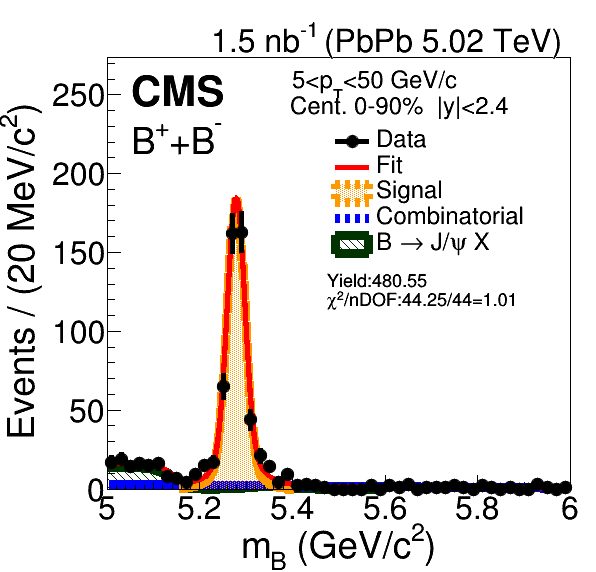 1.5 nb⁻¹ (PbPb 5.02 TeV)
CMS
B⁺+B⁻
5<p_T<50 GeV/c
Cent. 0-90% |y|<2.4
Data
Fit
Signal
Combinatorial
B → J/ψ X
Yield:480.55
χ²/nDOF:44.25/44=1.01
Events / (20 MeV/c²)
250
200
150
100
50
0
5 5.2 5.4 5.6 5.8 6
m_B (GeV/c²)